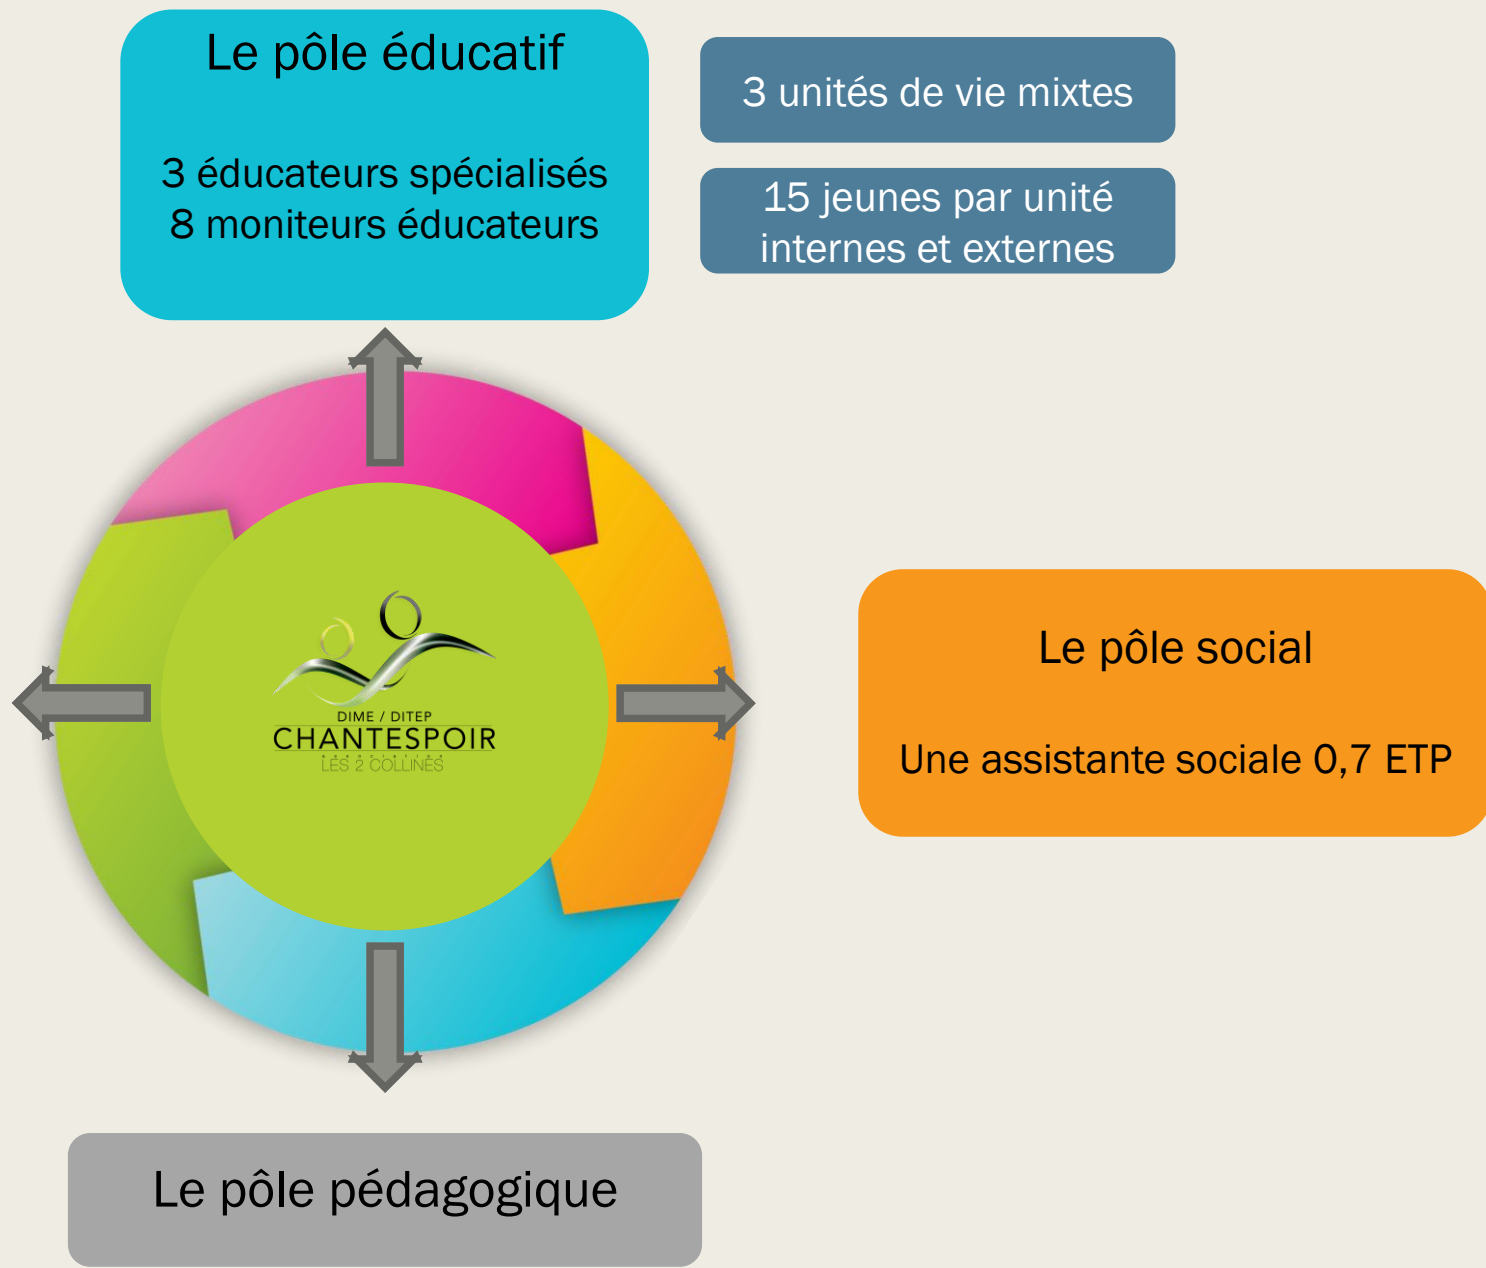 Le pôle éducatif
3 éducateurs spécialisés
8 moniteurs éducateurs
3 unités de vie mixtes
15 jeunes par unité
internes et externes
DIME / DITEP
CHANTESPOIR
LES 2 COLLINES
Le pôle social
Une assistante sociale 0,7 ETP
Le pôle pédagogique